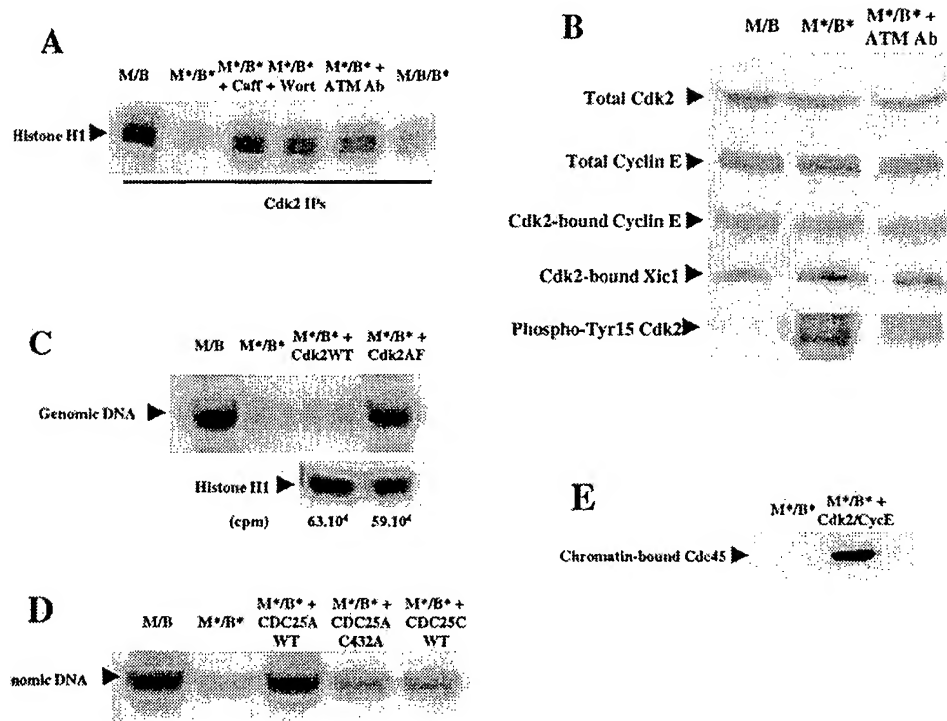 A
M/B M*/B* M*/B* + Caff M*/B* + Wort M*/B* + ATM Ab M/B/B*
Histone H1
Cdk2 IPs
B
M/B M*/B* M*/B* + ATM Ab
Total Cdk2
Total Cyclin E
Cdk2-bound Cyclin E
Cdk2-bound Xic1
Phospho-Tyr15 Cdk2
C
M/B M*/B* M*/B* + Cdk2WT M*/B* + Cdk2AF
Genomic DNA
Histone H1
(cpm) 63.10⁴ 59.10⁴
D
M/B M*/B* M*/B* + CDC25A WT M*/B* + CDC25A C432A M*/B* + CDC25C WT
nomic DNA
E
M*/B* M*/B* + Cdk2/CycE
Chromatin-bound Cdc45